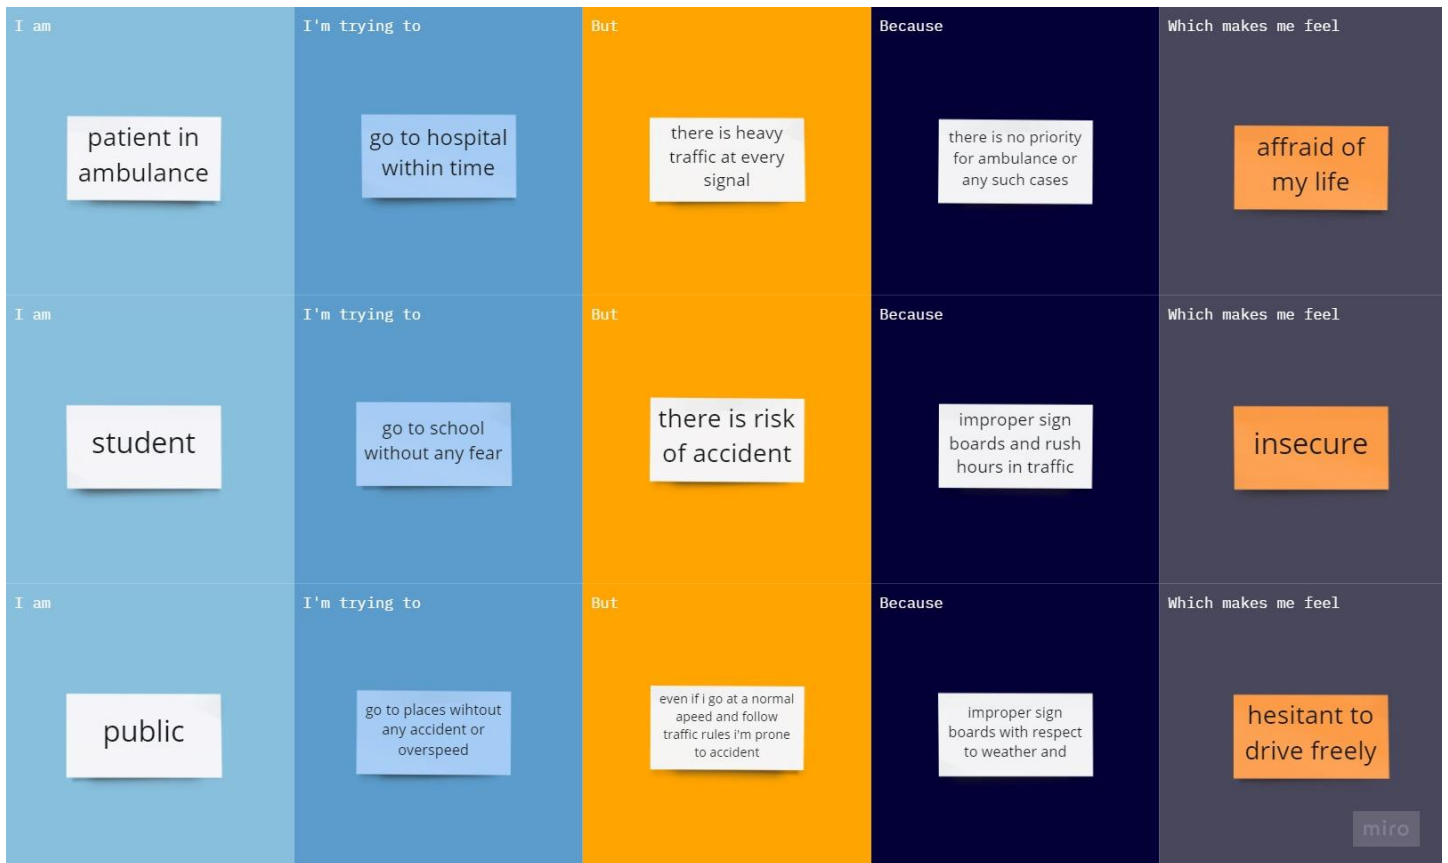 I am
I'm trying to
But
Because
Which makes me feel
patient in
ambulance
go to hospital
within time
there is heavy
traffic at every
signal
there is no priority
for ambulance or
any such cases
affraid of
my life
I am
I'm trying to
But
Because
Which makes me feel
student
go to school
without any fear
there is risk
of accident
improper sign
boards and rush
hours in traffic
insecure
I am
I'm trying to
But
Because
Which makes me feel
public
go to places wihtout
any accident or
overspeed
even if i go at a normal
apeed and follow
traffic rules i'm prone
to accident
improper sign
boards with respect
to weather and
hesitant to
drive freely
miro